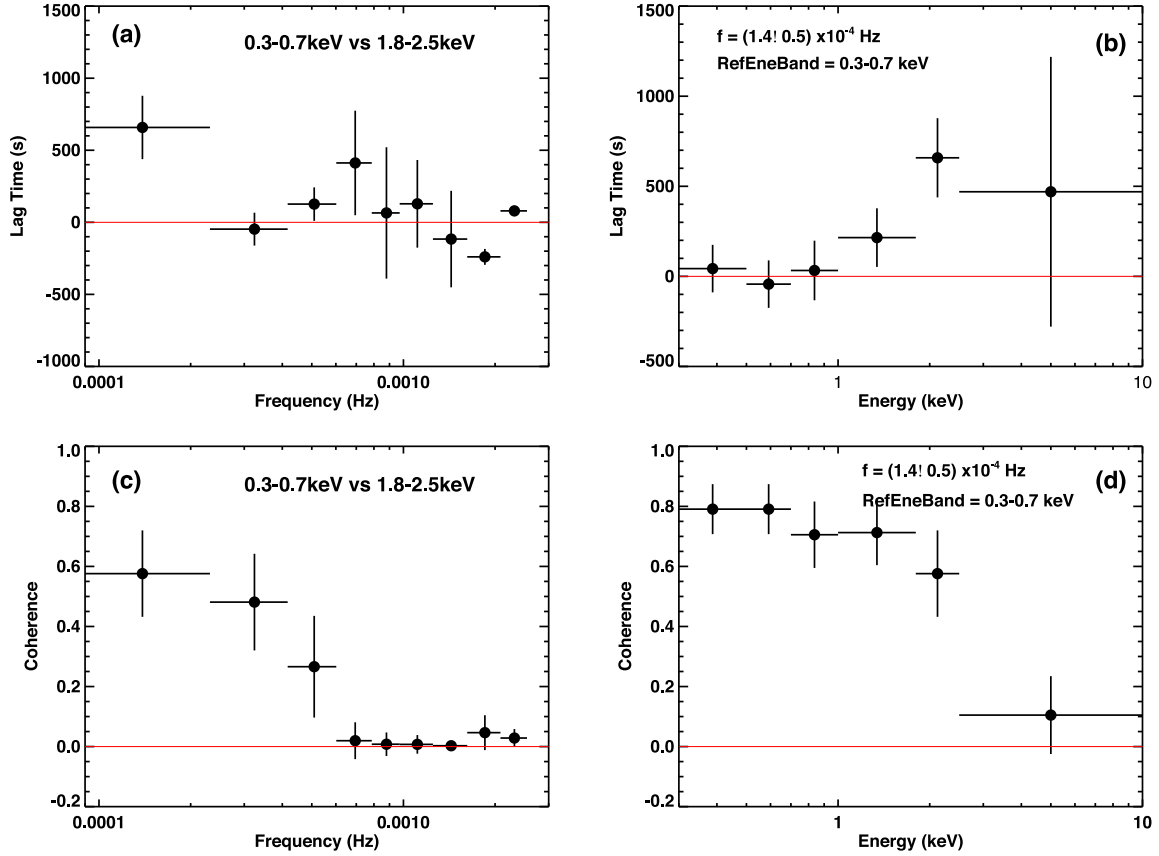 (a)
0.3-0.7keV vs 1.8-2.5keV
1500
1000
500
0
-500
-1000
Lag Time (s)
0.0001
0.0010
Frequency (Hz)
(b)
f = (1.4! 0.5) x10-4 Hz
RefEneBand = 0.3-0.7 keV
1500
1000
500
0
-500
Lag Time (s)
1
10
Energy (keV)
(c)
0.3-0.7keV vs 1.8-2.5keV
1.0
0.8
0.6
0.4
0.2
0.0
-0.2
Coherence
0.0001
0.0010
Frequency (Hz)
(d)
f = (1.4! 0.5) x10-4 Hz
RefEneBand = 0.3-0.7 keV
1.0
0.8
0.6
0.4
0.2
0.0
-0.2
Coherence
1
10
Energy (keV)